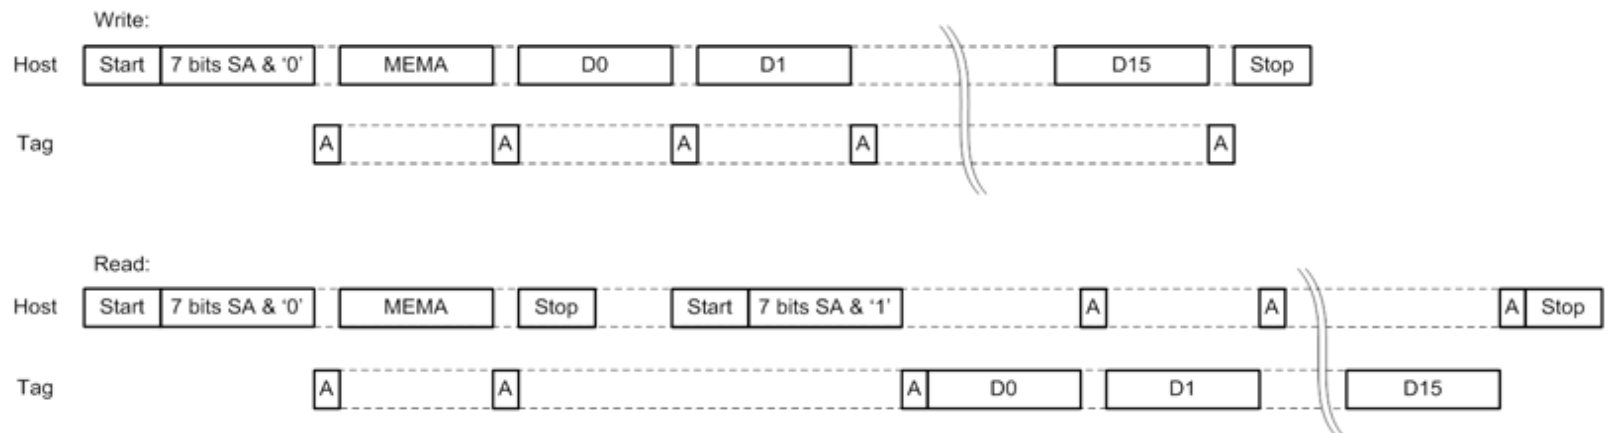 Write:
Host Start 7 bits SA & ‘0’ MEMA D0 D1 D15 Stop
Tag A A A A A
Read:
Host Start 7 bits SA & ‘0’ MEMA Stop Start 7 bits SA & ‘1’ A A A Stop
Tag A A A D0 D1 D15